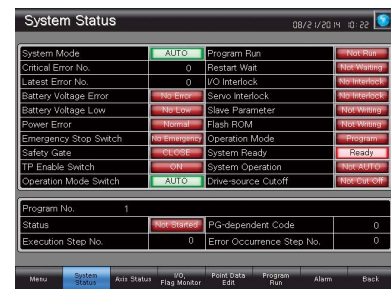 System Status 08/21/2014 10:22
System Mode AUTO Program Run Not Run
Critical Error No. 0 Restart Wait Not Waiting
Latest Error No. 0 I/O Interlock No Interlock
Battery Voltage Error No Error Servo Interlock No Interlock
Battery Voltage Low No Low Slave Parameter Not Writing
Power Error Normal Flash ROM Not Writing
Emergency Stop Switch No Emergency Operation Mode Program
Safety Gate CLOSE System Ready Ready
TP Enable Switch ON System Operation Not AUTO
Operation Mode Switch AUTO Drive-source Cutoff Not Cut-Off
Program No. 1
Status Not Started PG-dependent Code 0
Execution Step No. 0 Error Occurrence Step No. 0
Menu System Status Axis Status I/O, Flag Monitor Point Data Edit Program Run Alarm Back